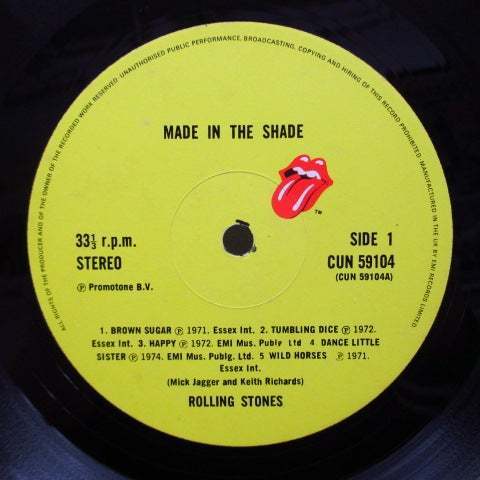 ALL RIGHTS OF THE PRODUCER AND OF THE OWNER OF THE RECORDED WORK RESERVED. UNAUTHORISED PUBLIC PERFORMANCE, BROADCASTING, COPYING AND HIRING OF THIS RECORD PROHIBITED. MANUFACTURED IN THE UK BY EMI RECORDS LIMITED
MADE IN THE SHADE
TM
33⅓ r.p.m.
STEREO
Ⓟ Promotone B.V.
SIDE 1
CUN 59104
(CUN 59104A)
1. BROWN SUGAR Ⓟ 1971. Essex Int. 2. TUMBLING DICE Ⓟ 1972.
Essex Int. 3. HAPPY Ⓟ 1972. EMI Mus. Publg Ltd 4 DANCE LITTLE
SISTER Ⓟ 1974. EMI Mus. Publg. Ltd. 5 WILD HORSES Ⓟ 1971.
Essex Int.
(Mick Jagger and Keith Richards)
ROLLING STONES